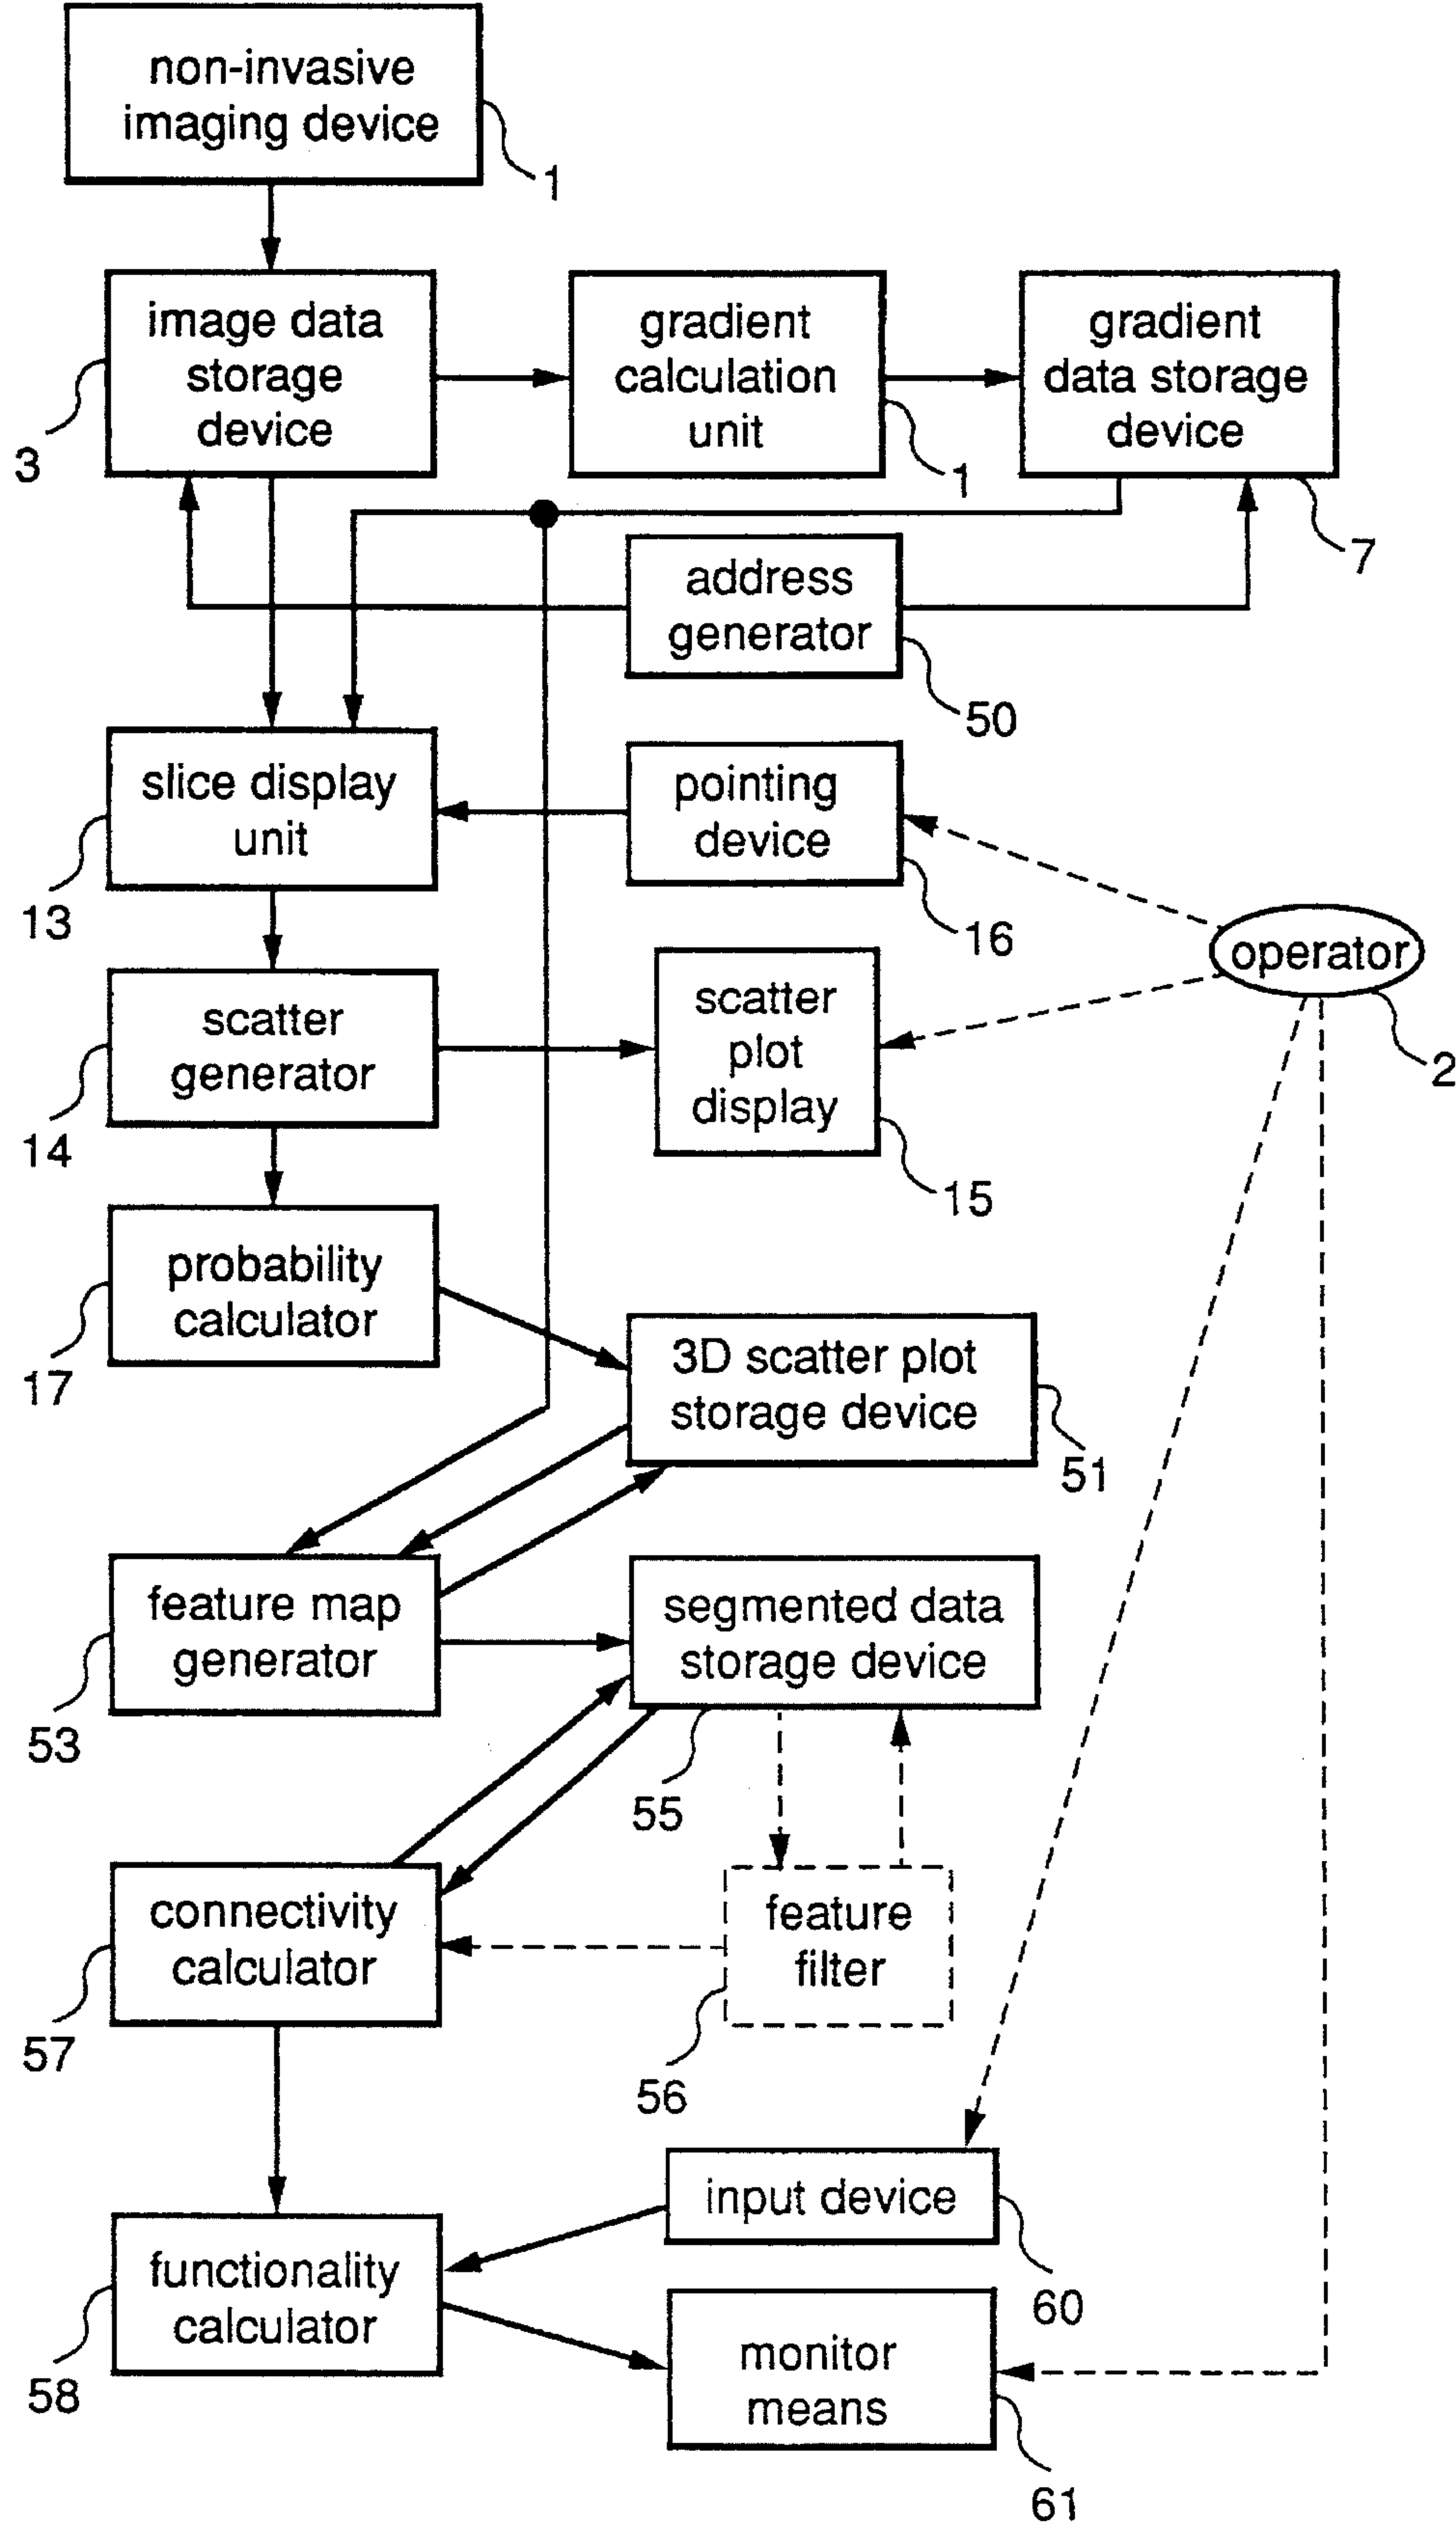 non-invasive
imaging device
1
image data
storage
device
3
gradient
calculation
unit
1
gradient
data storage
device
7
address
generator
50
slice display
unit
13
pointing
device
16
operator
2
scatter
generator
14
scatter
plot
display
15
probability
calculator
17
3D scatter plot
storage device
51
feature map
generator
53
segmented data
storage device
55
connectivity
calculator
57
feature
filter
56
input device
60
functionality
calculator
58
monitor
means
61